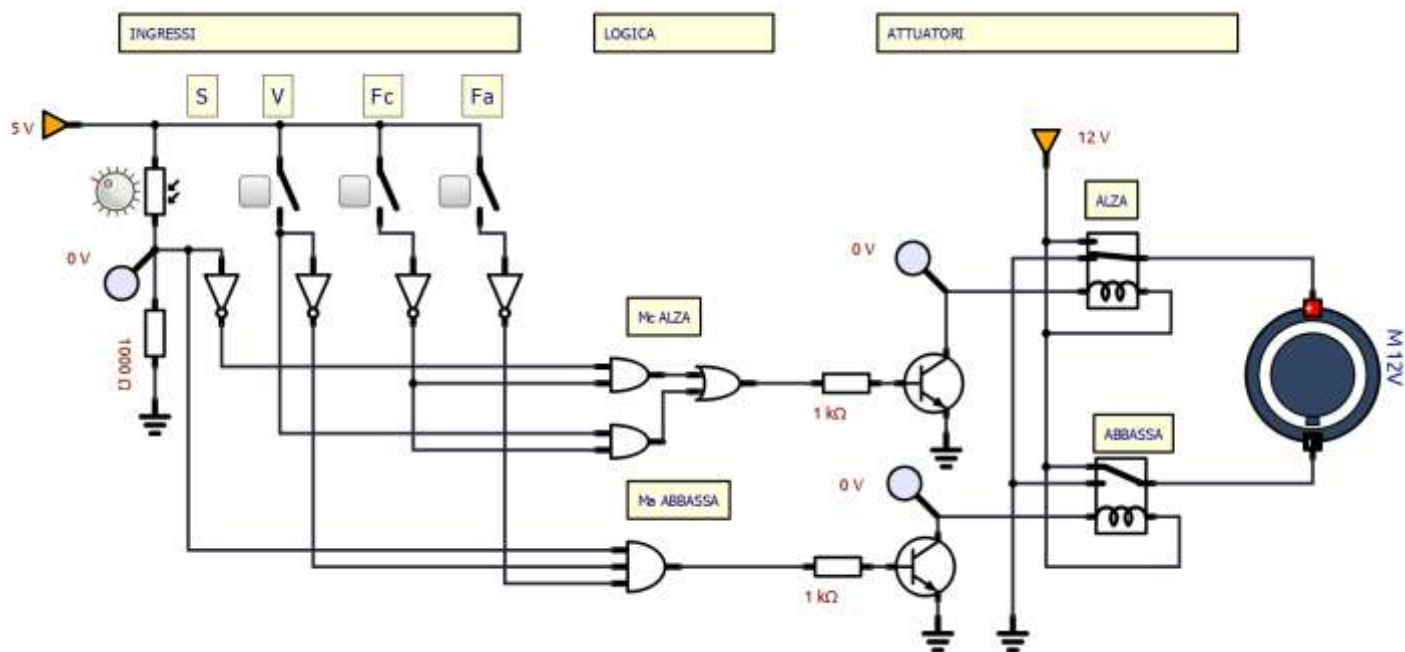 INGRESSI
LOGICA
ATTUATORI
S
V
Fc
Fa
5 V
12 V
ALZA
0 V
0 V
1000 Ω
Mc ALZA
M 12V
1 kΩ
ABBASSA
0 V
Ma ABBASSA
1 kΩ